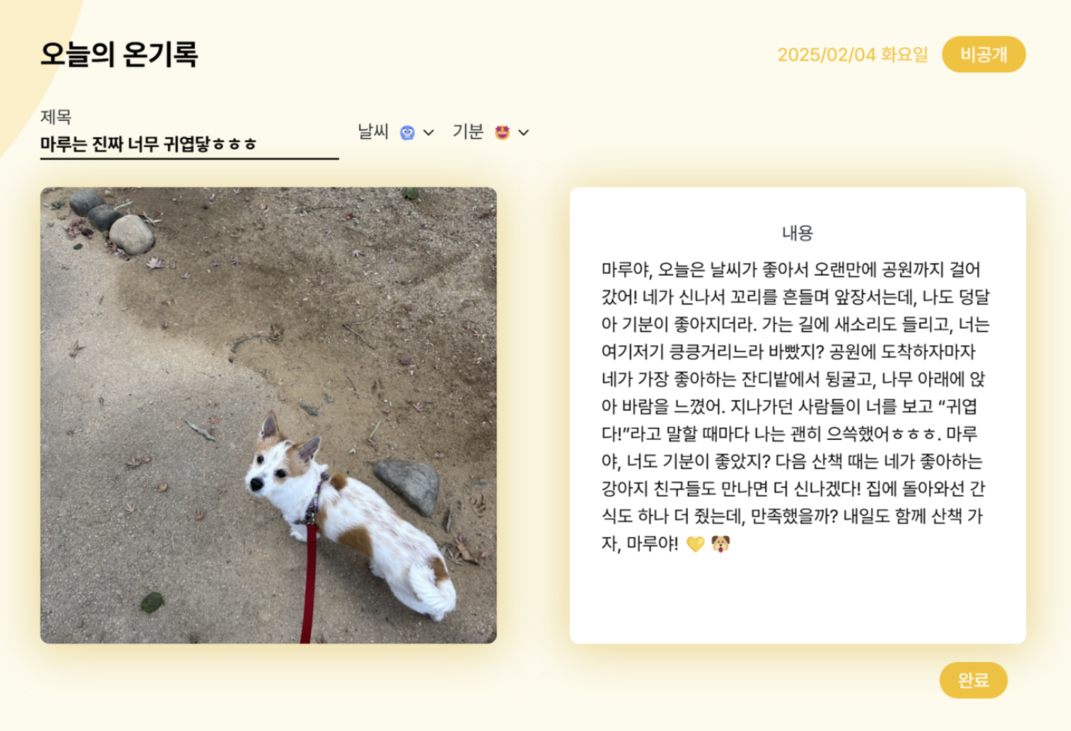 오늘의 온기록
2025/02/04 화요일
비공개
제목
마루는 진짜 너무 귀엽닿ㅎㅎㅎ
날씨
기분
내용
마루야, 오늘은 날씨가 좋아서 오랜만에 공원까지 걸어
갔어! 네가 신나서 꼬리를 흔들며 앞장서는데, 나도 덩달
아 기분이 좋아지더라. 가는 길에 새소리도 들리고, 너는
여기저기 킁킁거리느라 바빴지? 공원에 도착하자마자
네가 가장 좋아하는 잔디밭에서 뒹굴고, 나무 아래에 앉
아 바람을 느꼈어. 지나가던 사람들이 너를 보고 “귀엽
다!”라고 말할 때마다 나는 괜히 으쓱했어ㅎㅎㅎ. 마루
야, 너도 기분이 좋았지? 다음 산책 때는 네가 좋아하는
강아지 친구들도 만나면 더 신나겠다! 집에 돌아와선 간
식도 하나 더 줬는데, 만족했을까? 내일도 함께 산책 가
자, 마루야! 💛 🐶
완료